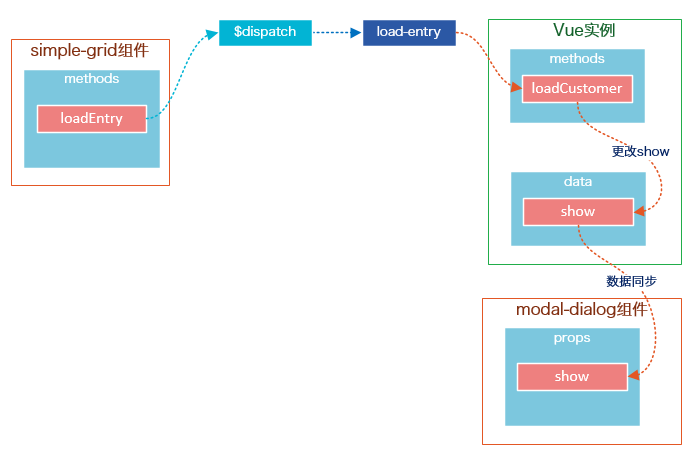 simple-grid组件
methods
loadEntry
$dispatch
load-entry
Vue实例
methods
loadCustomer
更改show
data
show
数据同步
modal-dialog组件
props
show